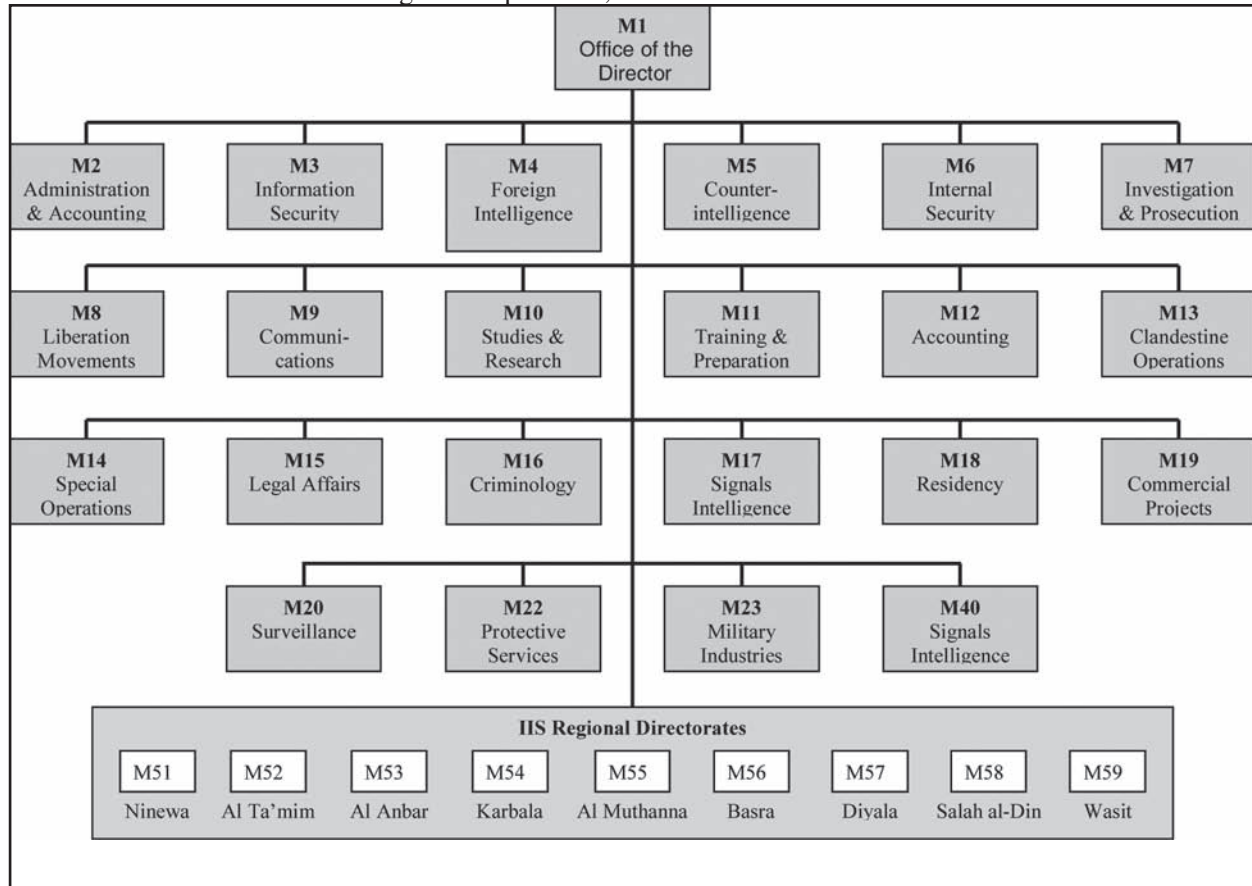 M1
Office of the
Director
M2
Administration
& Accounting
M3
Information
Security
M4
Foreign
Intelligence
M5
Counter-
intelligence
M6
Internal
Security
M7
Investigation
& Prosecution
M8
Liberation
Movements
M9
Communi-
cations
M10
Studies &
Research
M11
Training &
Preparation
M12
Accounting
M13
Clandestine
Operations
M14
Special
Operations
M15
Legal Affairs
M16
Criminology
M17
Signals
Intelligence
M18
Residency
M19
Commercial
Projects
M20
Surveillance
M22
Protective
Services
M23
Military
Industries
M40
Signals
Intelligence
IIS Regional Directorates
M51 M52 M53 M54 M55 M56 M57 M58 M59
Ninewa Al Ta’mim Al Anbar Karbala Al Muthanna Basra Diyala Salah al-Din Wasit